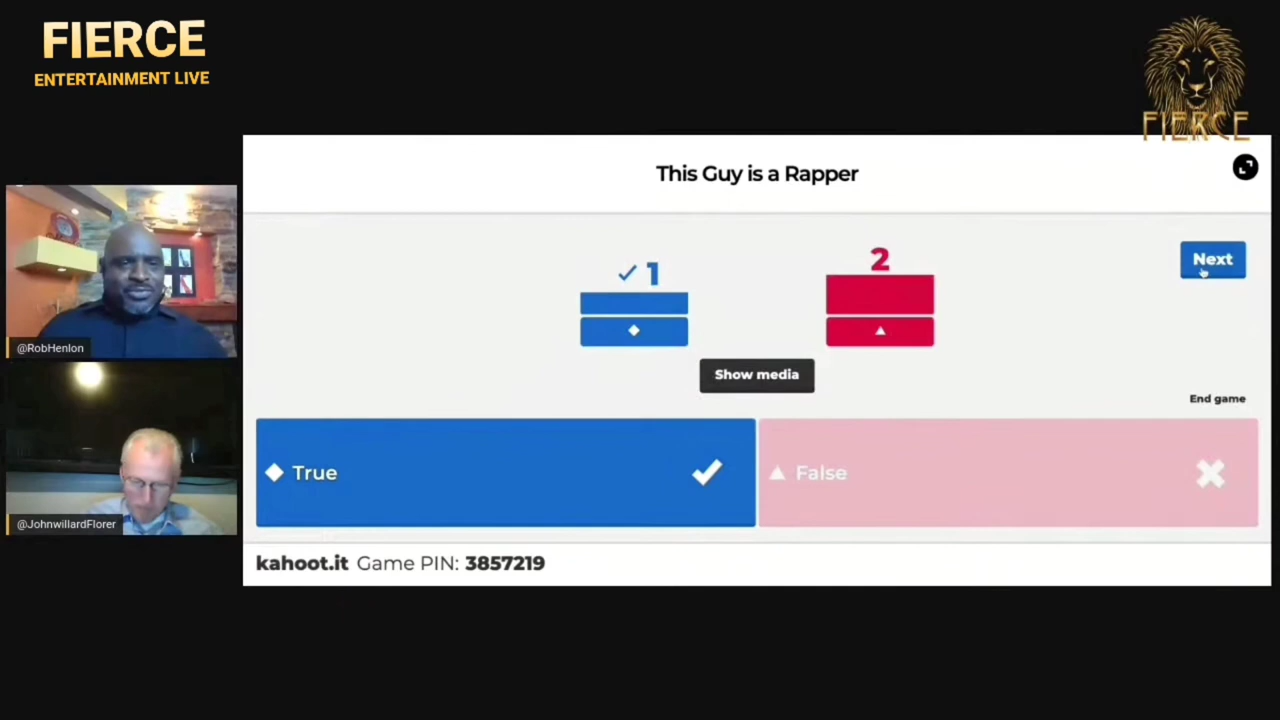 FIERCE
ENTERTAINMENT LIVE
FIERCE
This Guy is a Rapper
1
2
Next
Show media
End game
True
False
@RobHenlon
@JohnwillardFlorer
kahoot.it Game PIN: 3857219